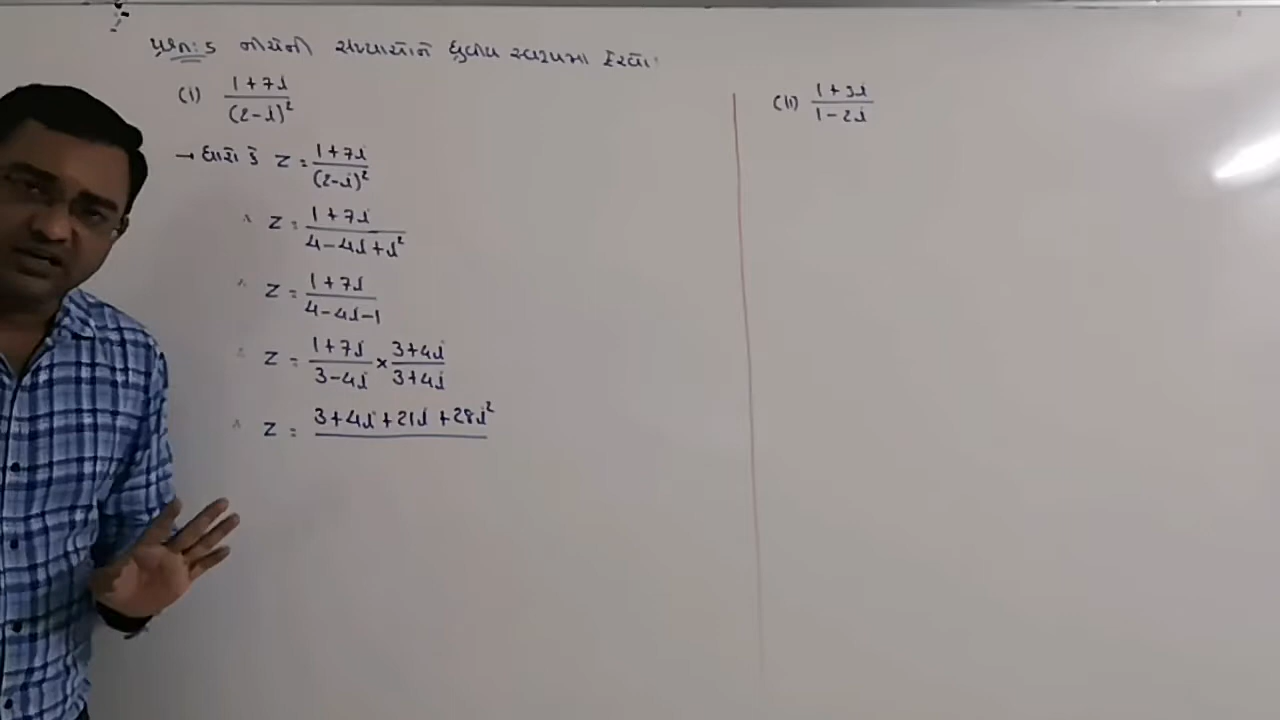 પ્રશ્ન: 5 નીચેની સંખ્યાઓને ધ્રુવીય સ્વરૂપમાં ફેરવો:
(i) (1+7i)/(2-i)²
→ ધારો કે z = (1+7i)/(2-i)²
∴ z = (1+7i)/(4-4i+i²)
∴ z = (1+7i)/(4-4i-1)
∴ z = (1+7i)/(3-4i) × (3+4i)/(3+4i)
∴ z = 3+4i+21i+28i²
(ii) (1+3i)/(1-2i)